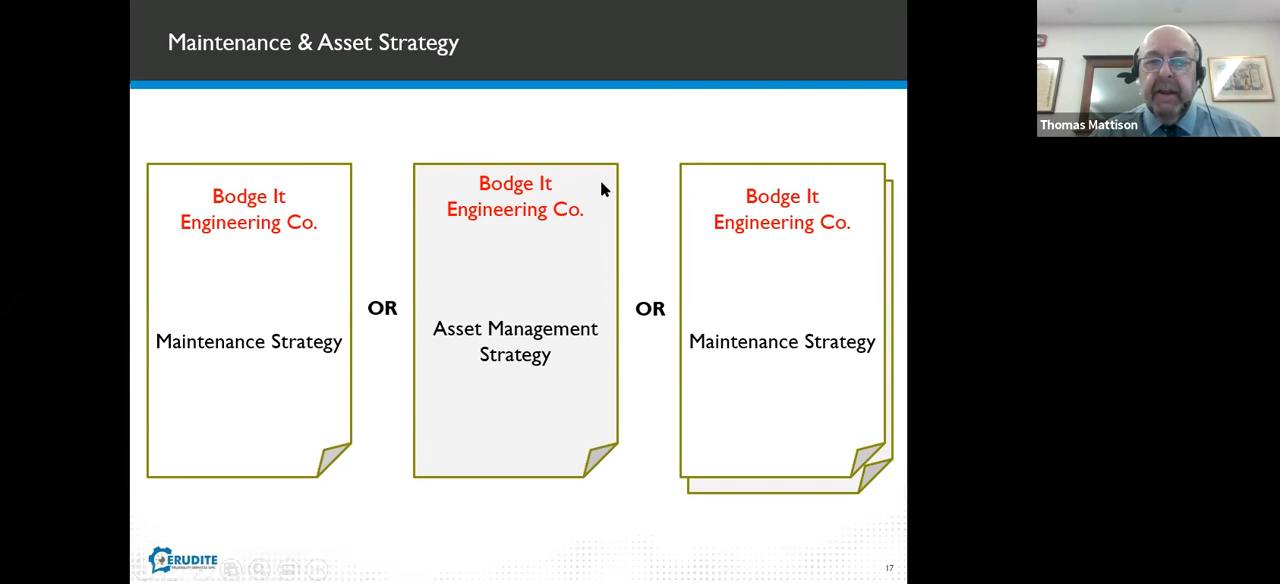 Maintenance & Asset Strategy
Thomas Mattison
Bodge It
Engineering Co.
Maintenance Strategy
OR
Bodge It
Engineering Co.
Asset Management
Strategy
OR
Bodge It
Engineering Co.
Maintenance Strategy
ERUDITE
17